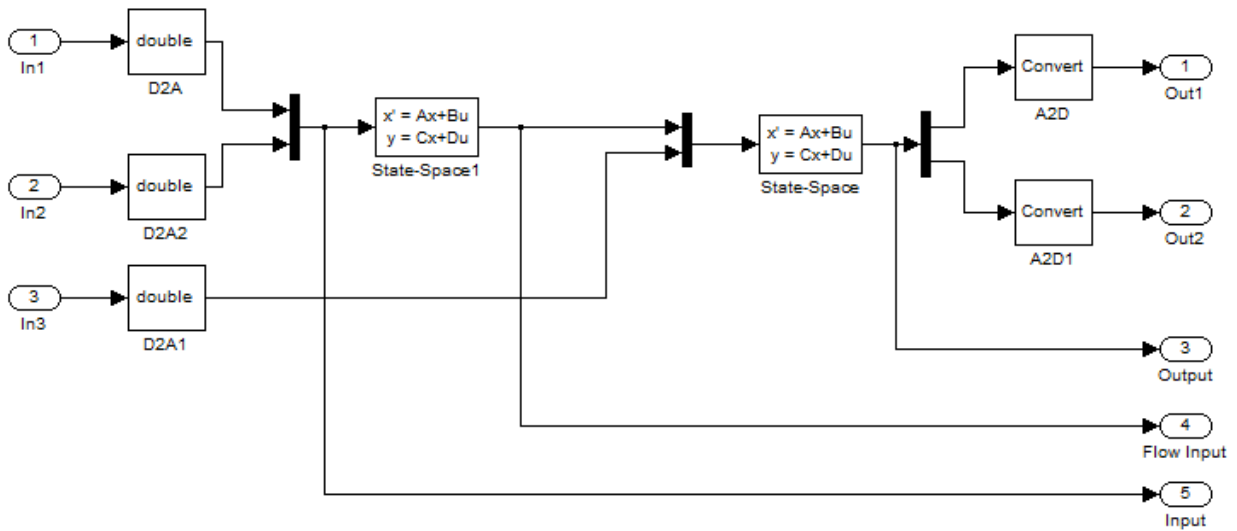 1
In1
double
D2A
2
In2
double
D2A2
3
In3
double
D2A1
x' = Ax+Bu
y = Cx+Du
State-Space1
x' = Ax+Bu
y = Cx+Du
State-Space
Convert
A2D
1
Out1
Convert
A2D1
2
Out2
3
Output
4
Flow Input
5
Input